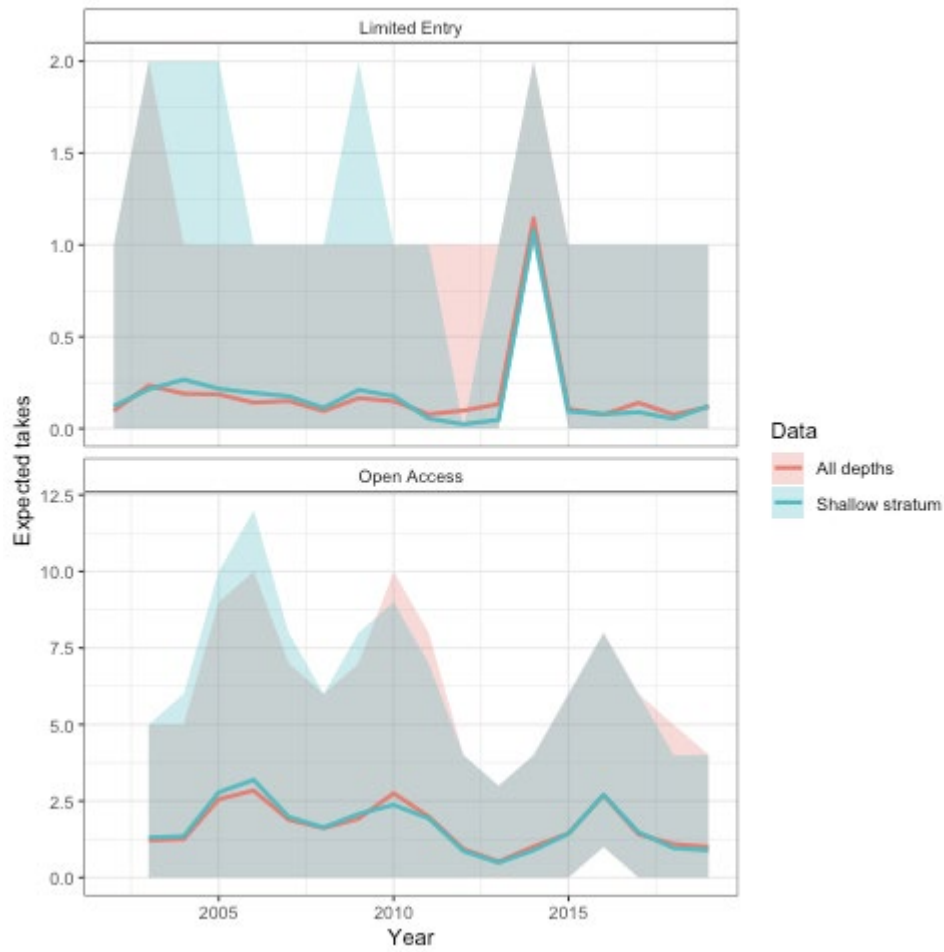 Limited Entry
2.0
1.5
1.0
0.5
0.0
Expected takes
Open Access
12.5
10.0
7.5
5.0
2.5
0.0
2005
2010
2015
Year
Data
All depths
Shallow stratum